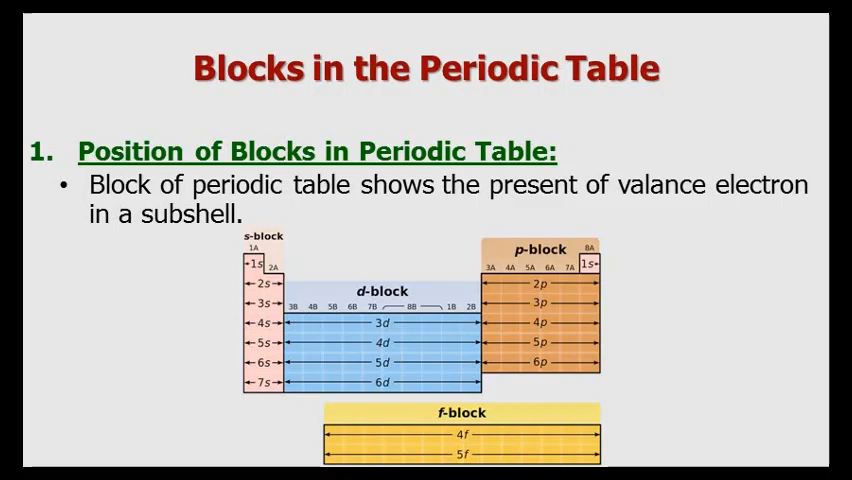 Blocks in the Periodic Table
1. Position of Blocks in Periodic Table:
• Block of periodic table shows the present of valance electron
in a subshell.
s-block
1A
1s
2A
2s
3s
4s
5s
6s
7s
d-block
3B 4B 5B 6B 7B 8B 1B 2B
3d
4d
5d
6d
p-block
8A
3A 4A 5A 6A 7A 1s
2p
3p
4p
5p
6p
f-block
4f
5f